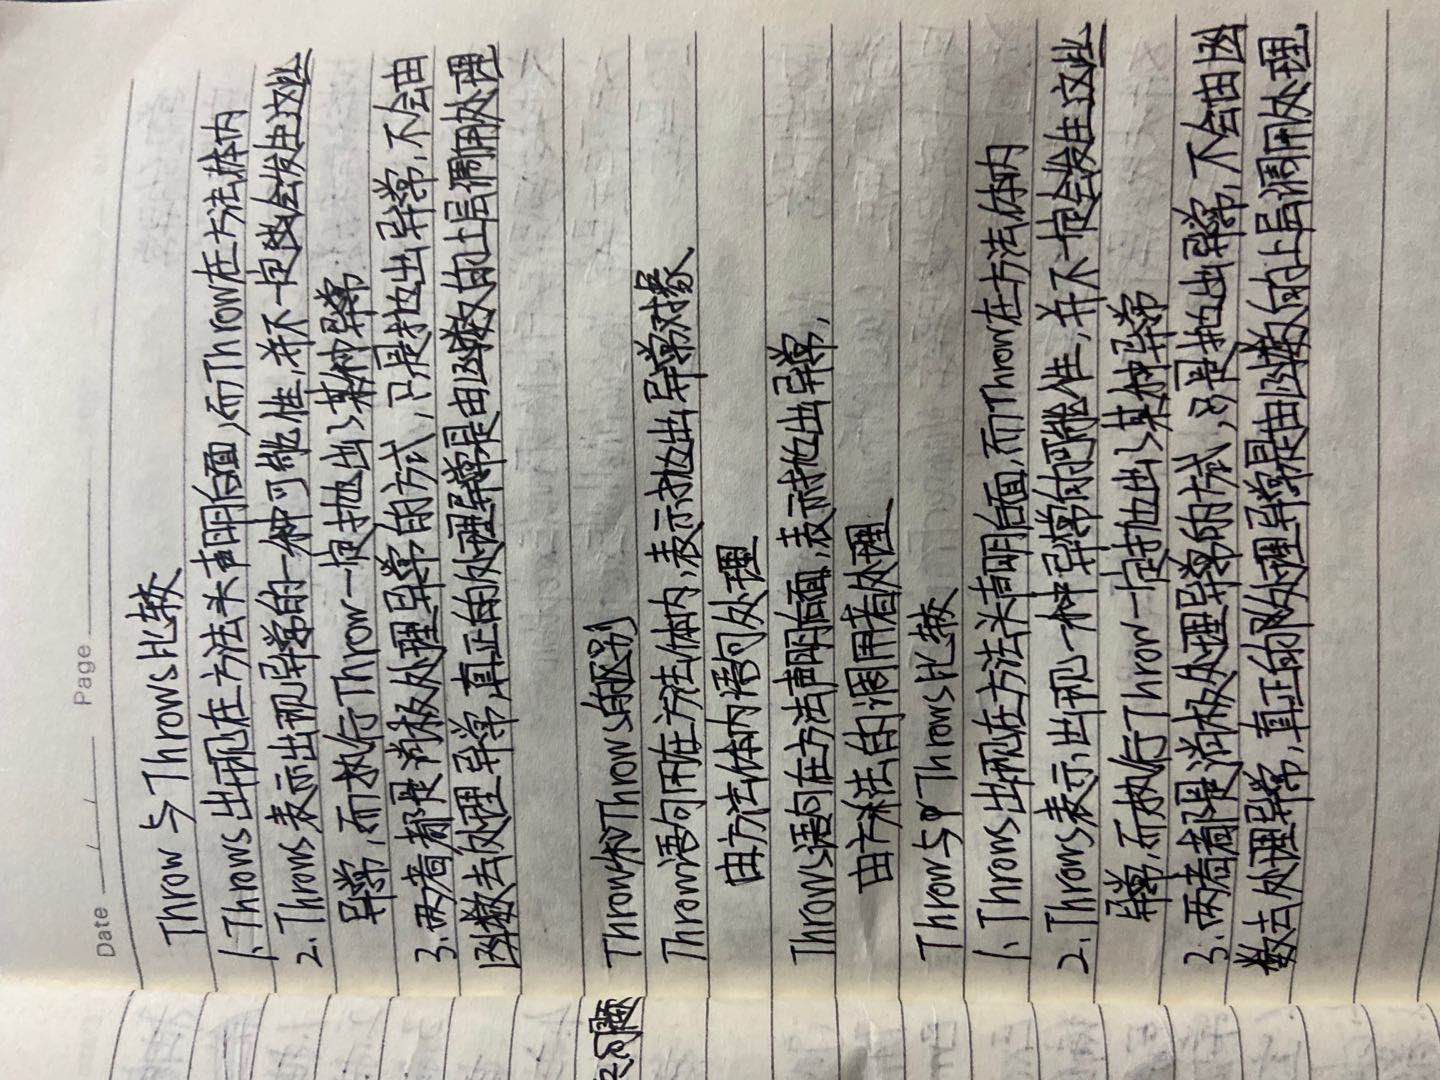 Date / / Page
Throw与Throws比较
1.Throws出现在方法头声明后面,而Throw在方法体内
2.Throws表示出现异常的一种可能性,并不一定会发生这些
异常,而执行Throw一定抛出了某种异常
3.两者都是消极处理异常的方式,只是抛出异常,不会由
函数去处理异常,真正的处理异常是由函数的上层调用处理
问题
Throw和Throws的区别
Throw语句用在方法体内,表示抛出异常对象
由方法体内语句处理
Throws语句在方法声明后面,表示抛出异常,
由方法的调用者处理
Throw与Throws比较
1.Throws出现在方法头声明后面,而Throw在方法体内
2.Throws表示出现一种异常的可能性,并不一定会发生这些
异常,而执行Throw一定抛出了某种异常
3.两者都是消极处理异常的方式,只是抛出异常,不会由函
数去处理异常,真正的处理异常是由函数的上层调用处理.